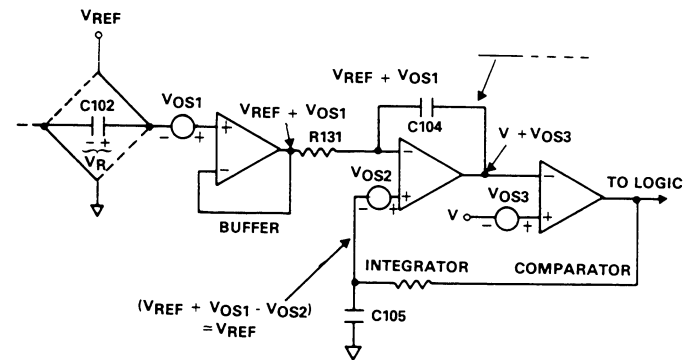 VREF
C102
- +
VR
VOS1
- +
+
-
BUFFER
VREF + VOS1
R131
VREF + VOS1
C104
-
+
VOS2
- +
INTEGRATOR
V + VOS3
VOS3
V
- +
-
+
COMPARATOR
TO LOGIC
(VREF + VOS1 - VOS2)
≃VREF
C105